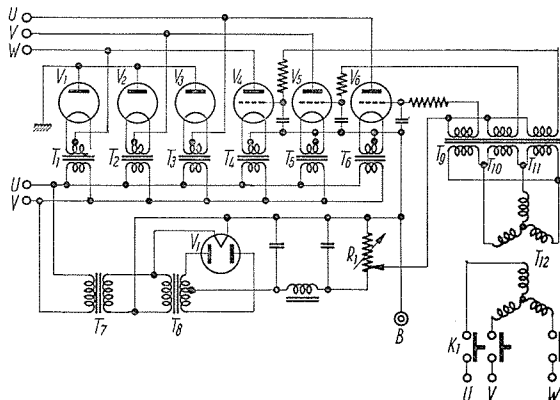 U
V
W
V1 V2 V3 V4 V5 V6
T1 T2 T3 T4 T5 T6
T9 T10 T11
U
V
V1
R1
T12
T7 T8
B
K1
U V W